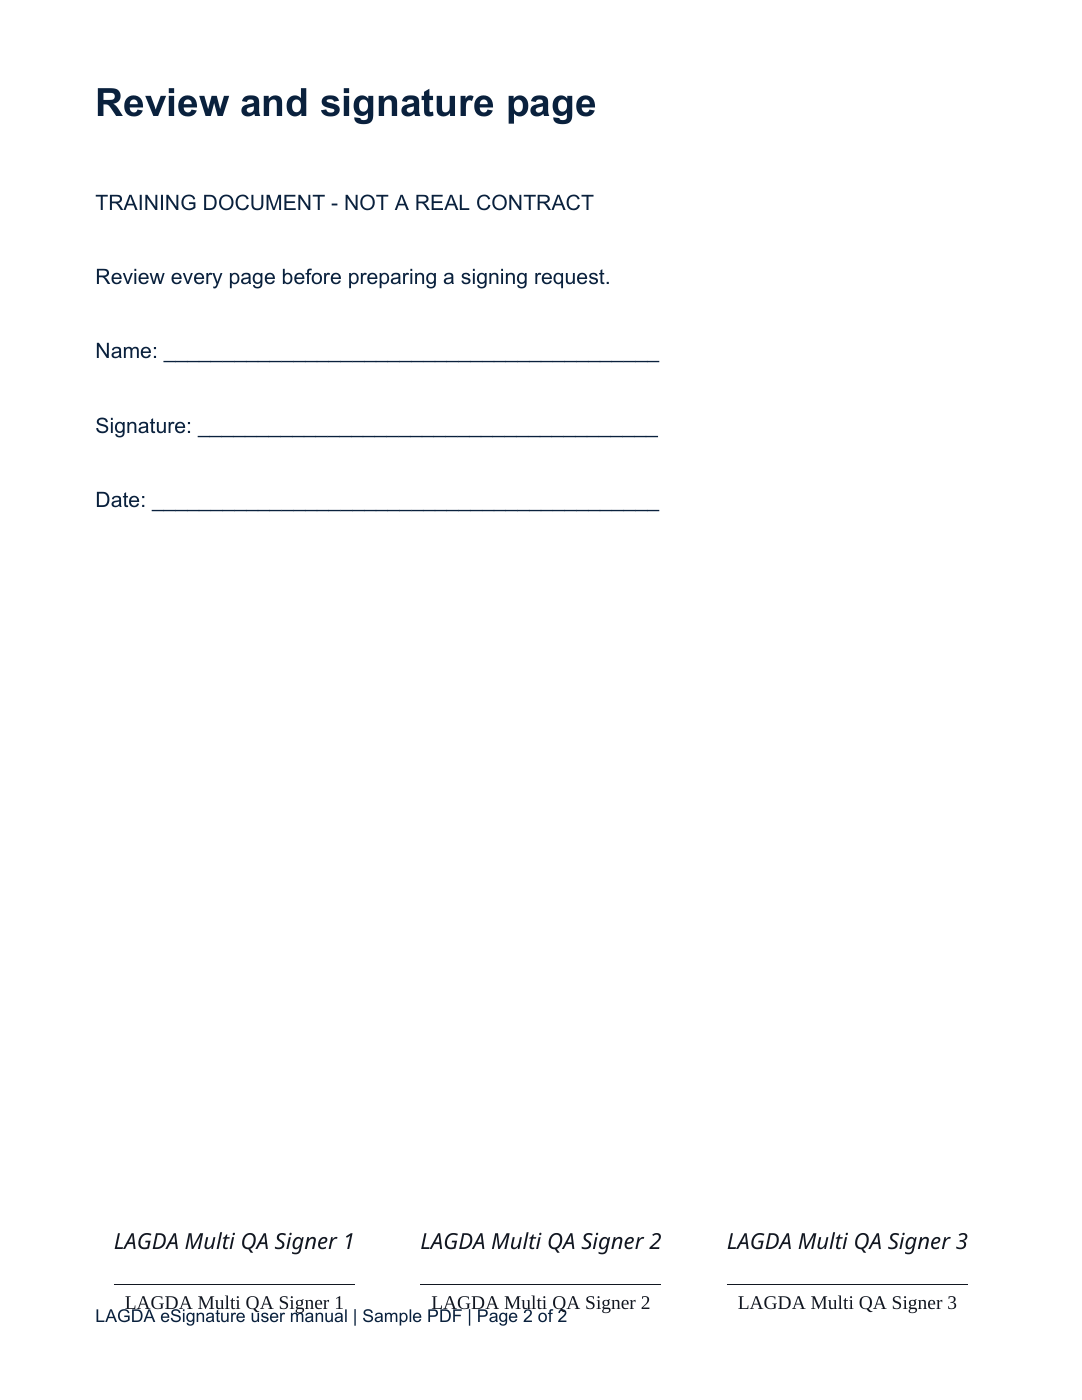 Review and signature page
TRAINING DOCUMENT - NOT A REAL CONTRACT
Review every page before preparing a signing request.
Name: __________________________________________
Signature: _______________________________________
Date: ___________________________________________
LAGDA Multi QA Signer 1 LAGDA Multi QA Signer 2 LAGDA Multi QA Signer 3
LAGDA Multi QA Signer 1 LAGDA Multi QA Signer 2 LAGDA Multi QA Signer 3
LAGDA eSignature user manual | Sample PDF | Page 2 of 2